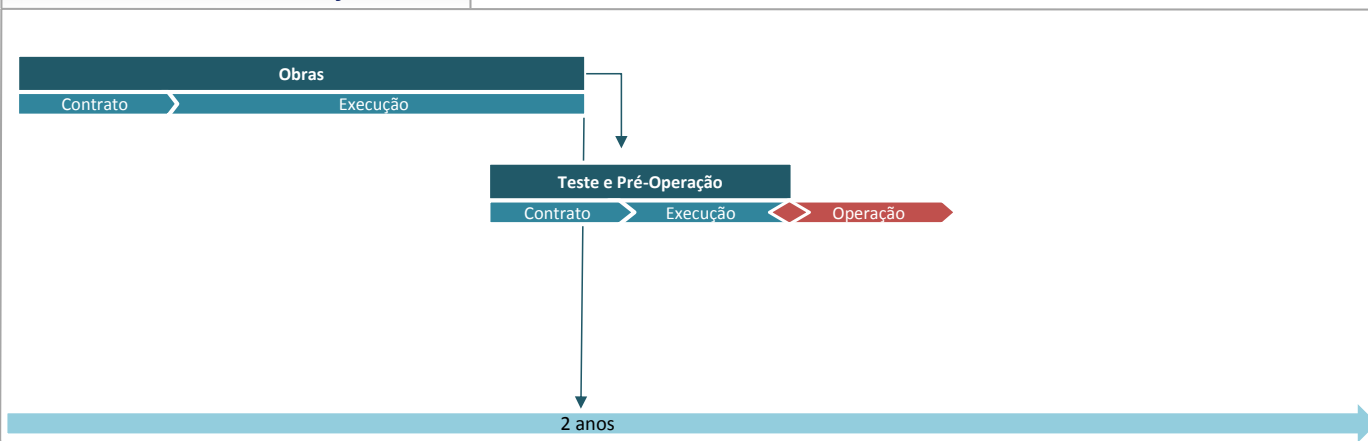 Obras
Contrato
Execução
Teste e Pré-Operação
Contrato
Execução
Operação
2 anos